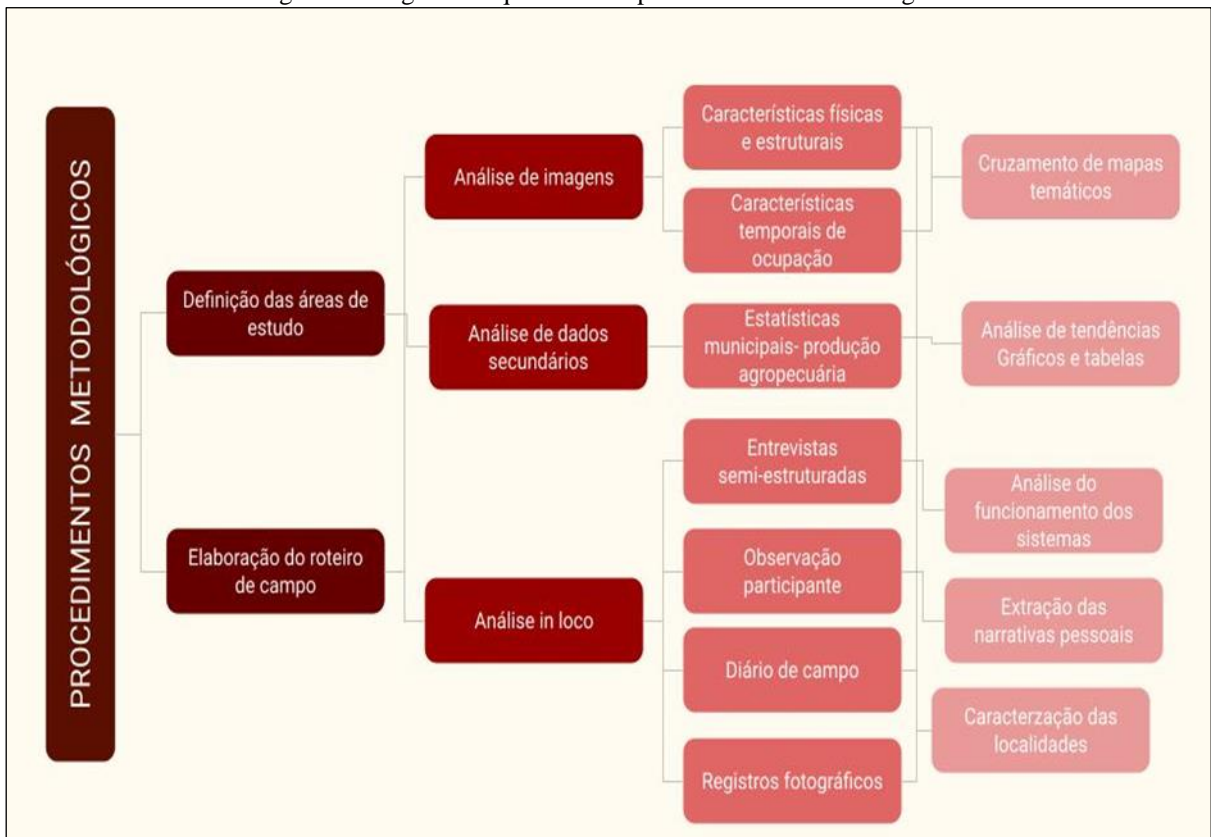 PROCEDIMENTOS METODOLÓGICOS
Definição das áreas de
estudo
Elaboração do roteiro
de campo
Análise de imagens
Análise de dados
secundários
Análise in loco
Características físicas
e estruturais
Características
temporais de
ocupação
Estatísticas
municipais- produção
agropecuária
Entrevistas
semi-estruturadas
Observação
participante
Diário de campo
Registros fotográficos
Cruzamento de mapas
temáticos
Análise de tendências
Gráficos e tabelas
Análise do
funcionamento dos
sistemas
Extração das
narrativas pessoais
Caracterzação das
localidades